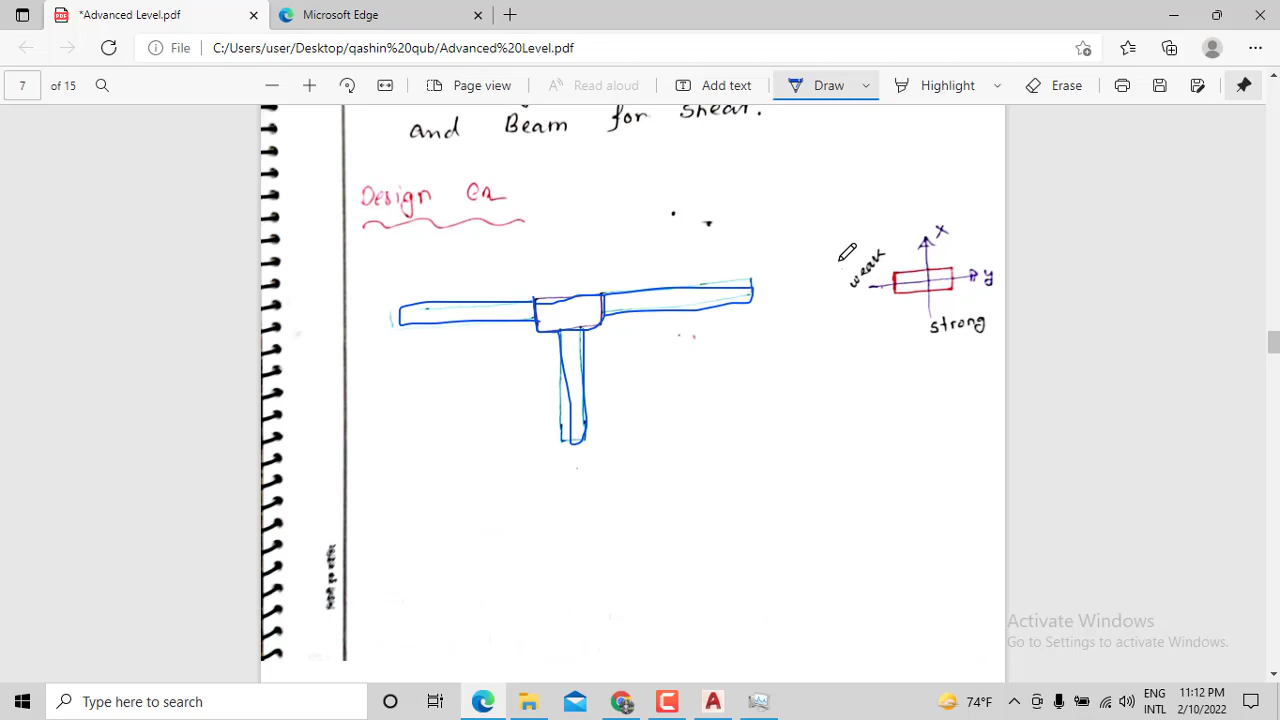 *Advanced Level.pdf
Microsoft Edge
File
C:/Users/user/Desktop/qashin%20qub/Advanced%20Level.pdf
7 of 15
Page view
Read aloud
Add text
Draw
Highlight
Erase
and Beam for Shear.
Design
X
weak
y
strong
Activate Windows
Go to Settings to activate Windows.
Type here to search
74°F
ENG
INTL
11:12 PM
2/10/2022